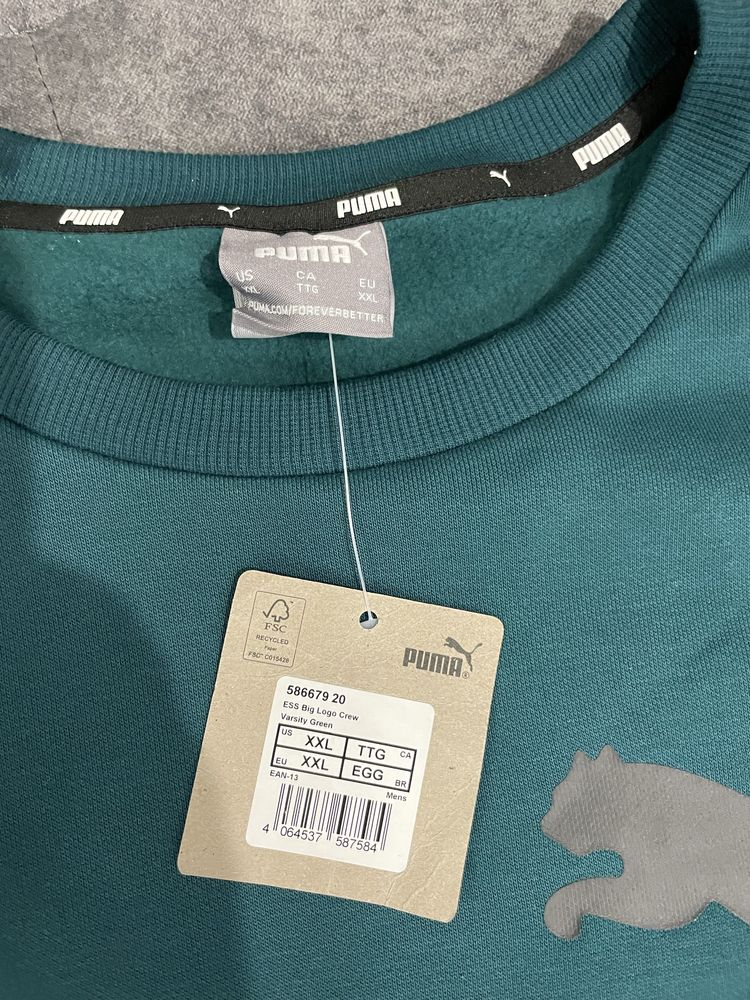 PUMA
PUMA
PUMA
PUMA
US CA EU
XXL TTG XXL
PUMA.COM/FOREVERBETTER
FSC
RECYCLED
Paper
FSC™ C015428
PUMA®
586679 20
ESS Big Logo Crew
Varsity Green
US XXL TTG CA
EU XXL EGG BR
EAN-13 Mens
4 064537 587584